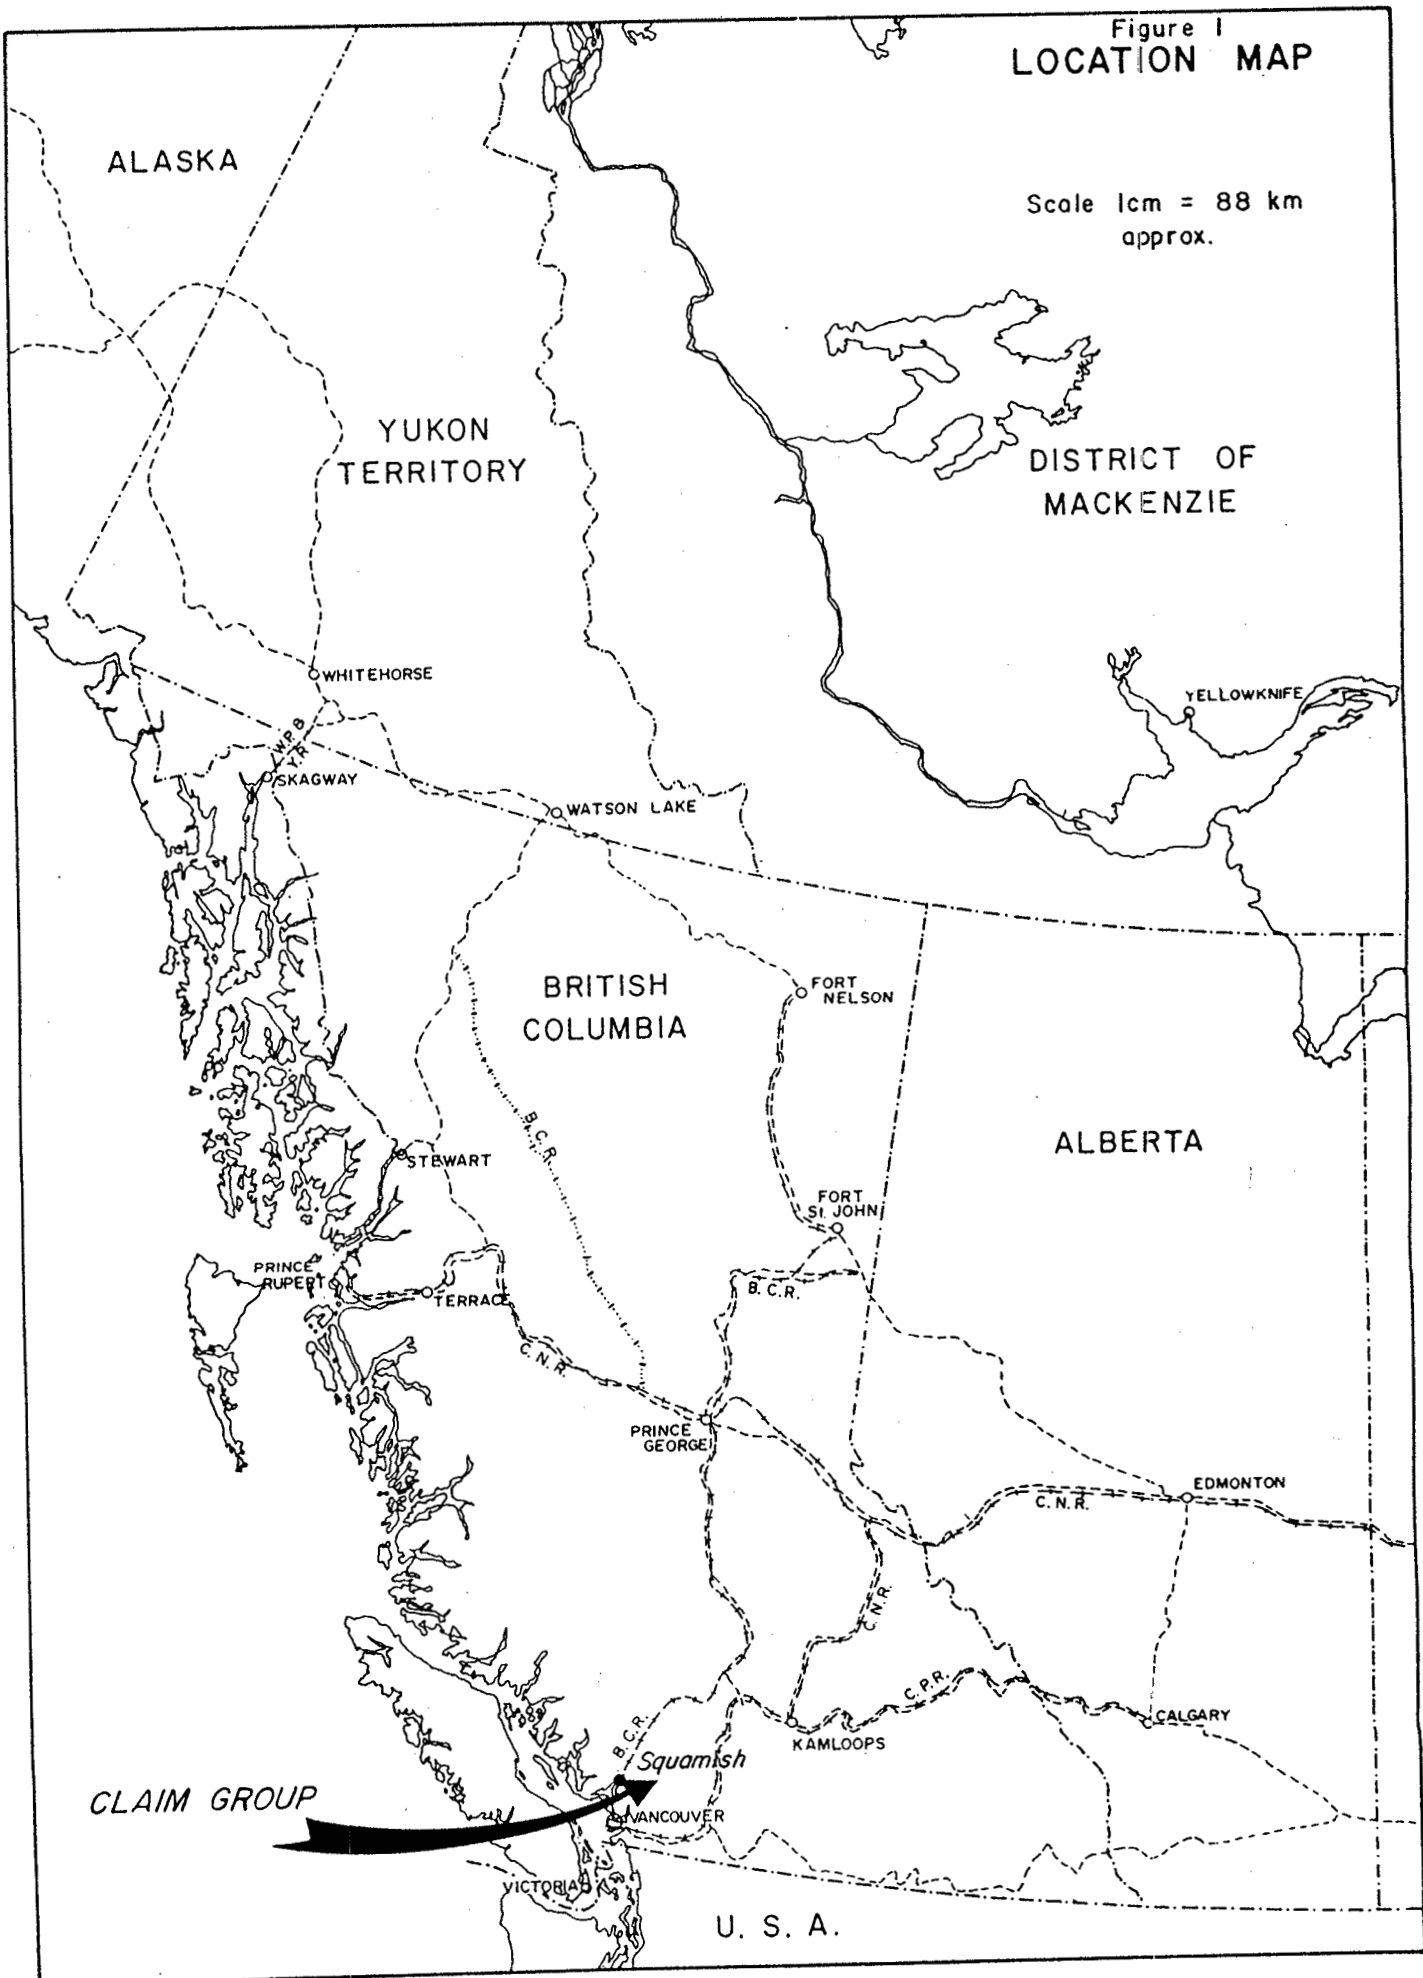 Figure 1
LOCATION MAP
ALASKA
Scale 1cm = 88 km
approx.
YUKON
TERRITORY
DISTRICT OF
MACKENZIE
WHITEHORSE
YELLOWKNIFE
W.P. &
Y.R.
SKAGWAY
WATSON LAKE
BRITISH
COLUMBIA
FORT
NELSON
B.C.R.
ALBERTA
STEWART
FORT
St. JOHN
PRINCE
RUPERT
TERRACE
B.C.R.
C.N.R.
PRINCE
GEORGE
EDMONTON
C.N.R.
C.N.R.
C.P.R.
CALGARY
KAMLOOPS
B.C.R.
Squamish
CLAIM GROUP
VANCOUVER
VICTORIA
U. S. A.